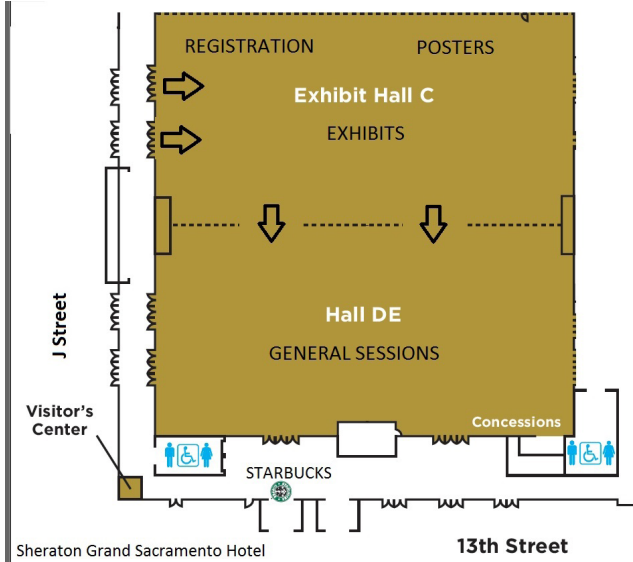 REGISTRATION
POSTERS
Exhibit Hall C
EXHIBITS
Hall DE
GENERAL SESSIONS
J Street
Visitor's
Center
Concessions
STARBUCKS
Sheraton Grand Sacramento Hotel
13th Street